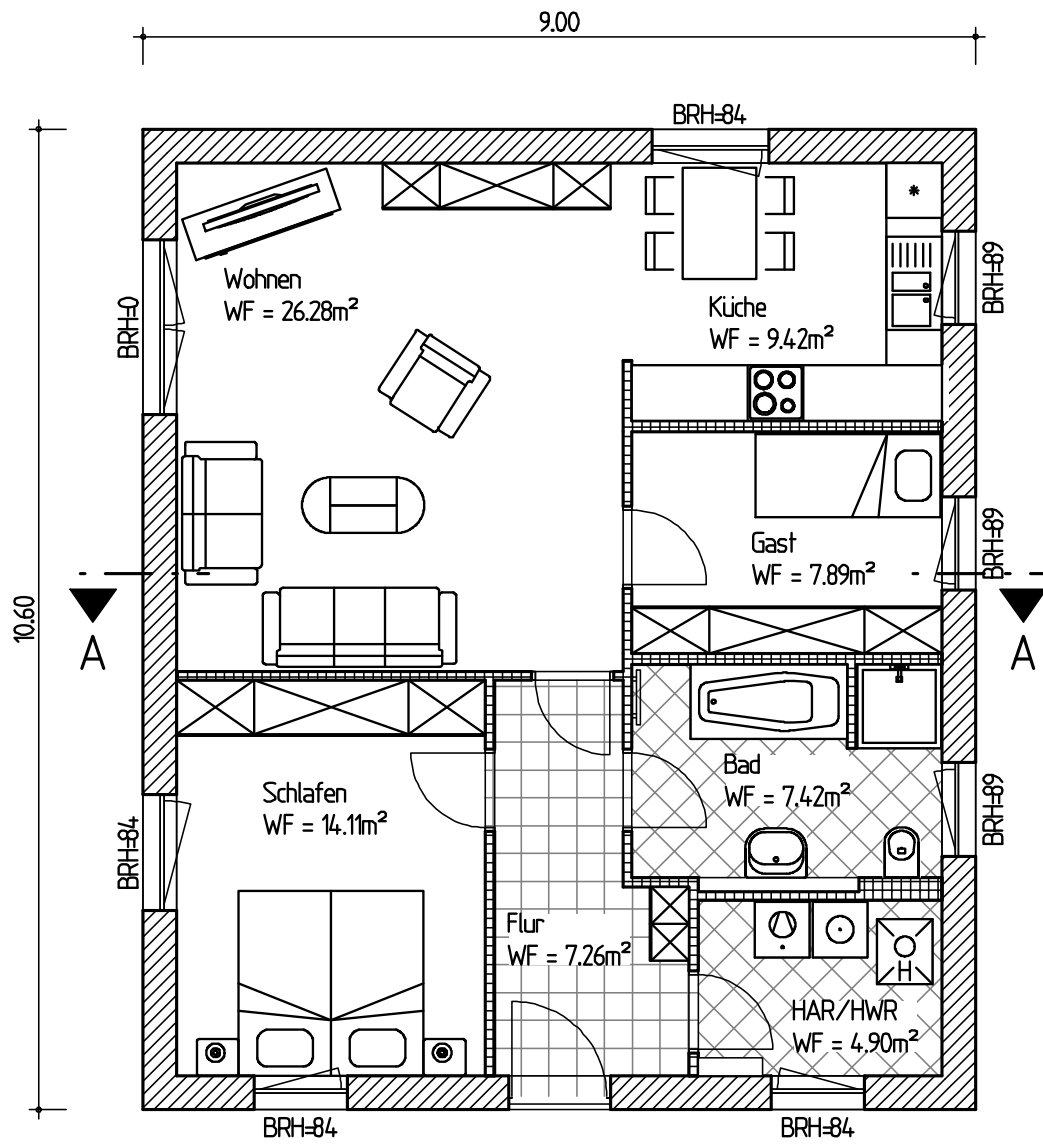 9.00
BRH=84
10.60
Wohnen
WF = 26.28m²
Küche
WF = 9.42m²
BRH=0
BRH=89
Gast
WF = 7.89m²
BRH=89
A
A
Schlafen
WF = 14.11m²
Bad
WF = 7.42m²
BRH=84
BRH=89
Flur
WF = 7.26m²
H
HAR/HWR
WF = 4.90m²
BRH=84
BRH=84